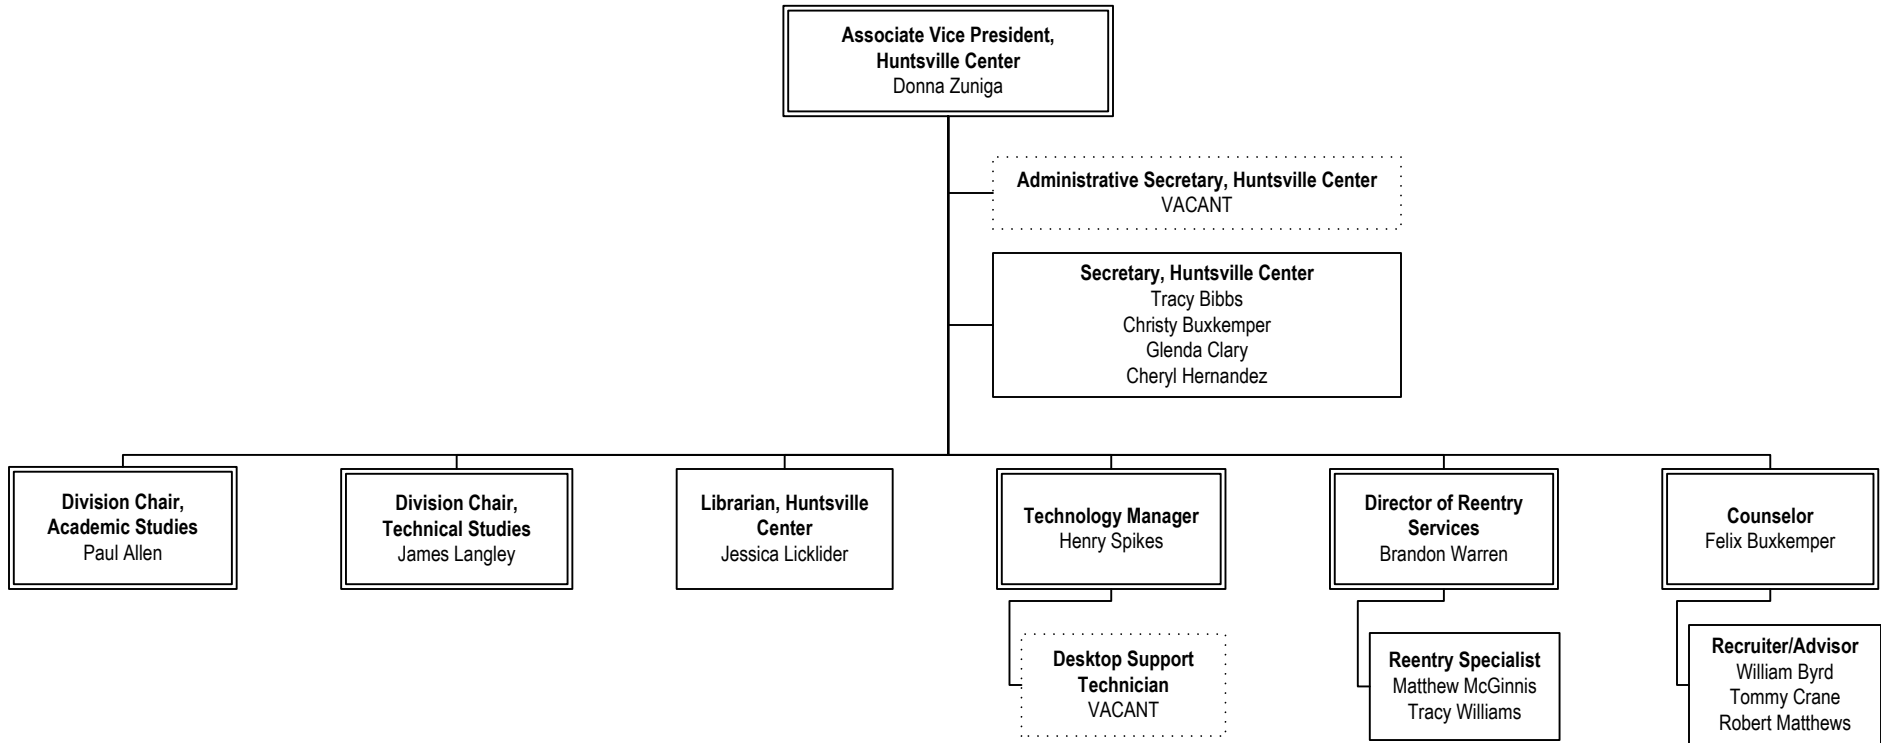 Associate Vice President,
Huntsville Center
Donna Zuniga
Administrative Secretary, Huntsville Center
VACANT
Secretary, Huntsville Center
Tracy Bibbs
Christy Buxkemper
Glenda Clary
Cheryl Hernandez
Division Chair,
Academic Studies
Paul Allen
Division Chair,
Technical Studies
James Langley
Librarian, Huntsville
Center
Jessica Licklider
Technology Manager
Henry Spikes
Director of Reentry
Services
Brandon Warren
Counselor
Felix Buxkemper
Desktop Support
Technician
VACANT
Reentry Specialist
Matthew McGinnis
Tracy Williams
Recruiter/Advisor
William Byrd
Tommy Crane
Robert Matthews